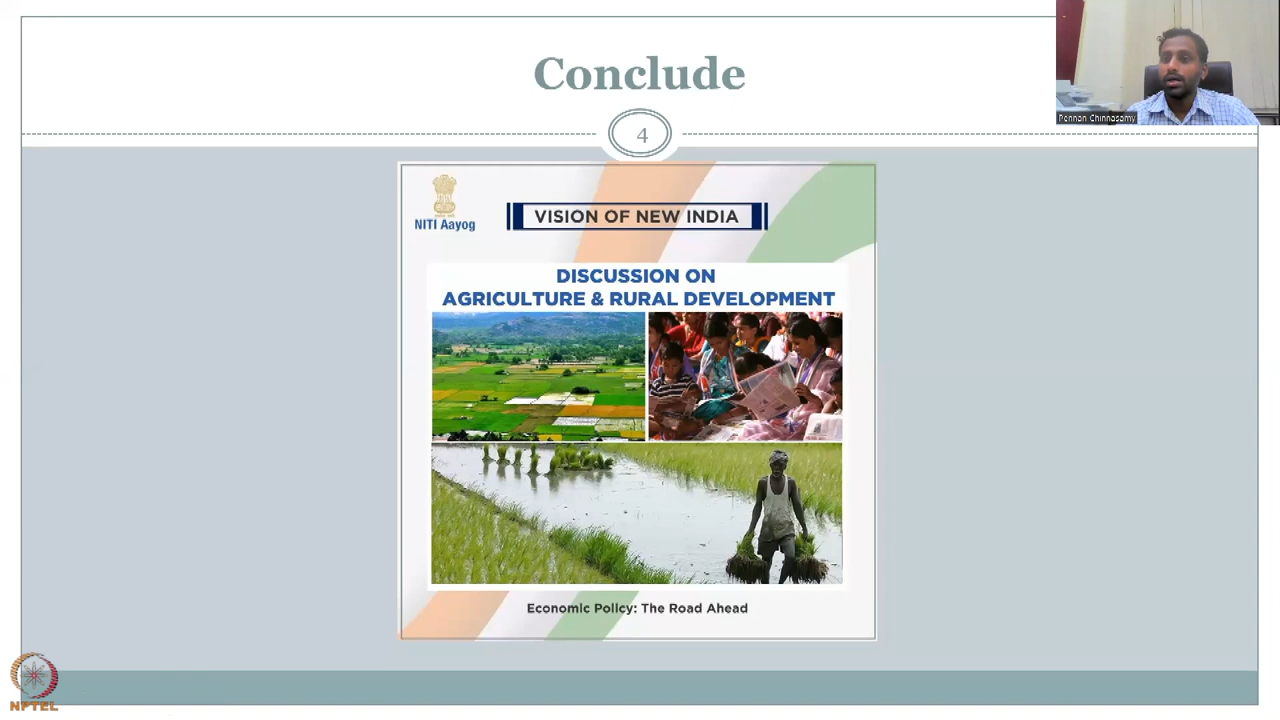 Conclude
Pennan Chinnasamy
4
NITI Aayog
VISION OF NEW INDIA
DISCUSSION ON
AGRICULTURE & RURAL DEVELOPMENT
Economic Policy: The Road Ahead
NPTEL